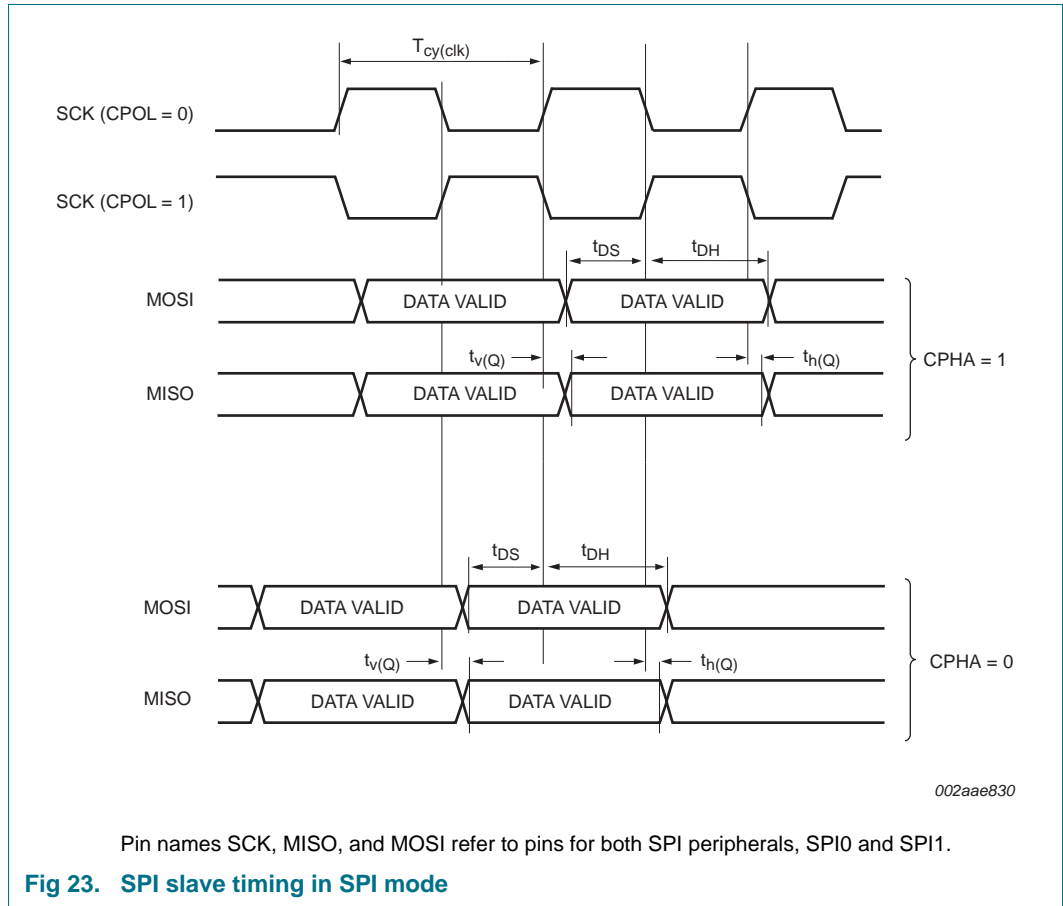 Tcy(clk)
SCK (CPOL = 0)
SCK (CPOL = 1)
tDS tDH
MOSI DATA VALID DATA VALID
tv(Q) th(Q)
CPHA = 1
MISO DATA VALID DATA VALID
tDS tDH
MOSI DATA VALID DATA VALID
tv(Q) th(Q)
CPHA = 0
MISO DATA VALID DATA VALID
002aae830
Pin names SCK, MISO, and MOSI refer to pins for both SPI peripherals, SPI0 and SPI1.
Fig 23. SPI slave timing in SPI mode